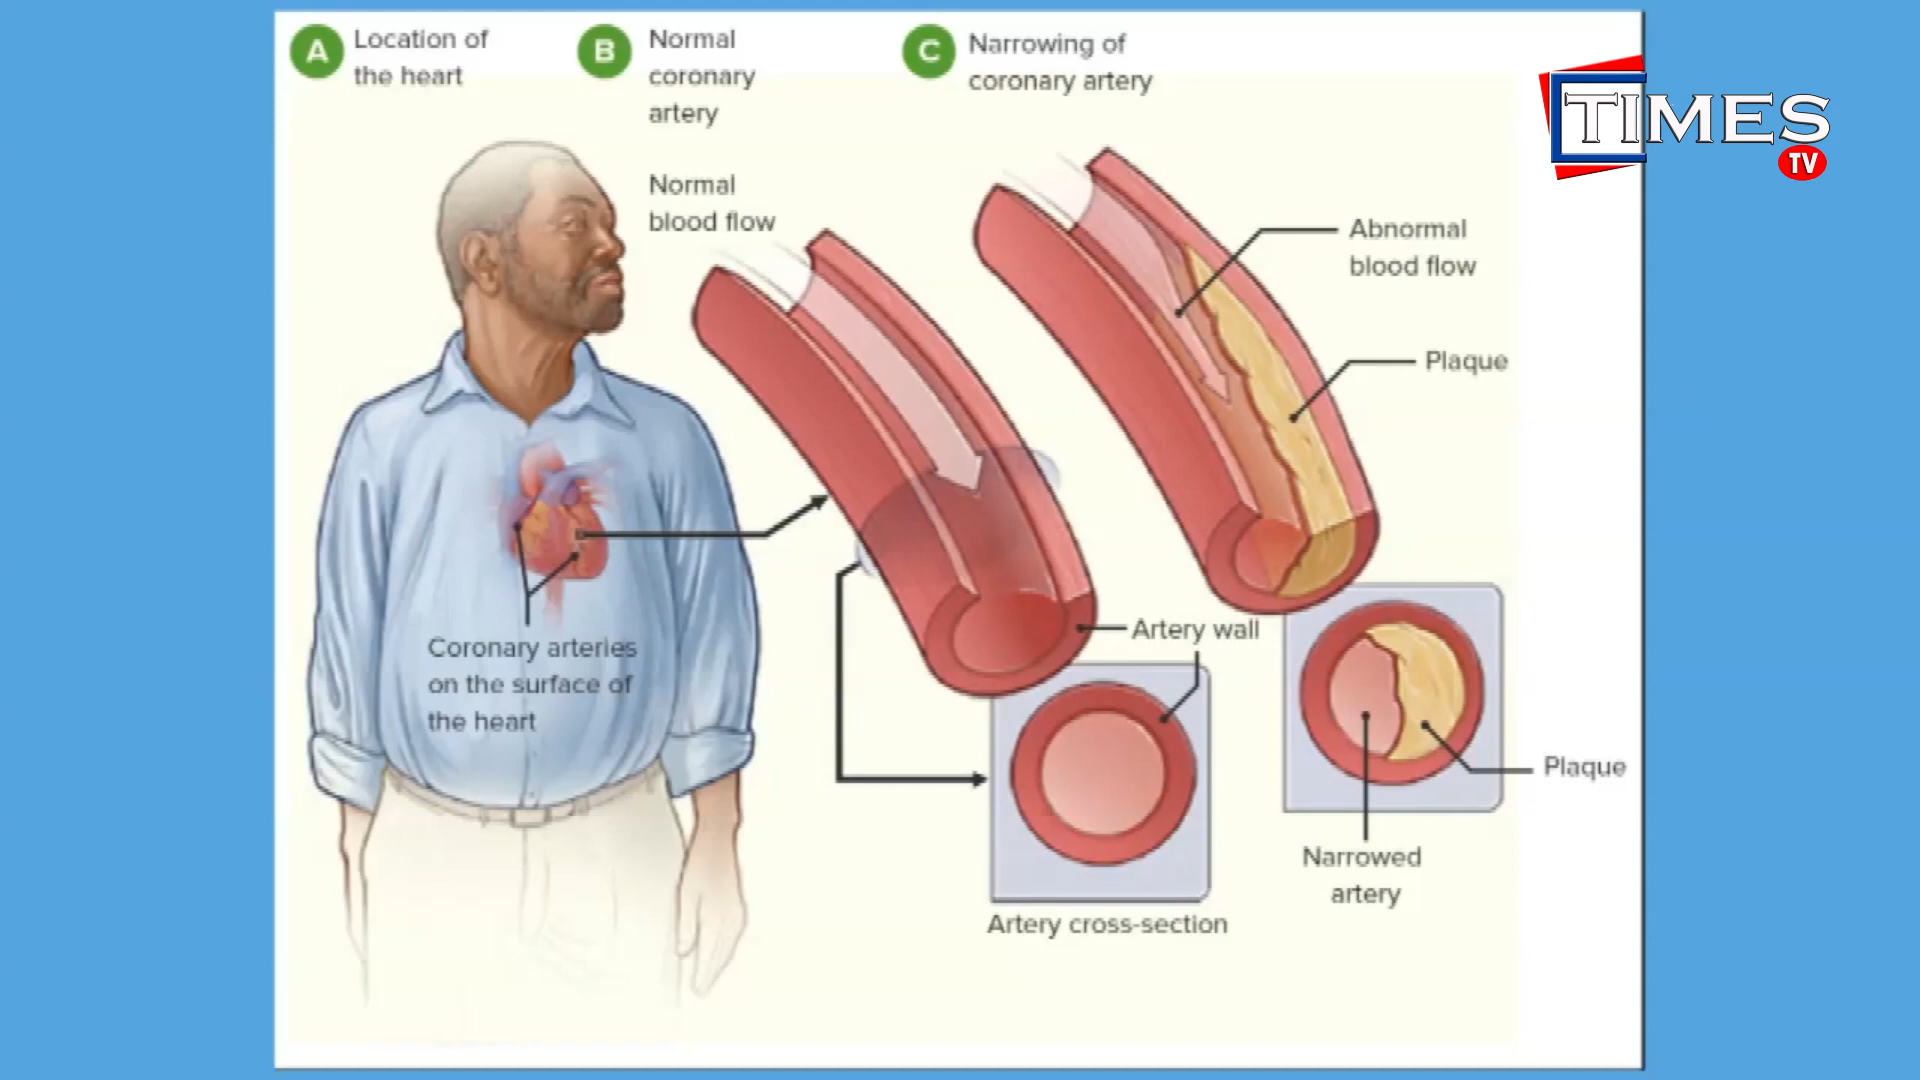 A
Location of
the heart
B
Normal
coronary
artery
C
Narrowing of
coronary artery
TIMES
TV
Normal
blood flow
Abnormal
blood flow
Plaque
Coronary arteries
on the surface of
the heart
Artery wall
Artery cross-section
Plaque
Narrowed
artery